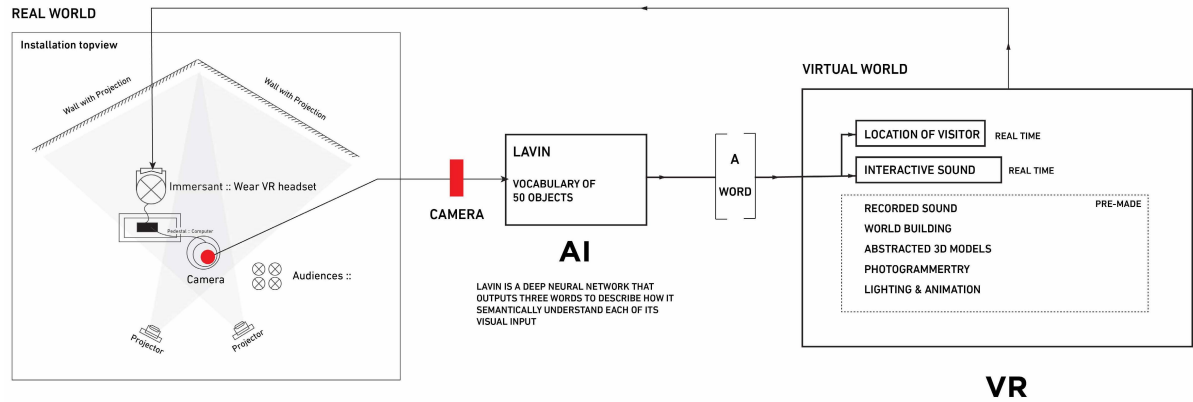 REAL WORLD
Installation topview
Wall with Projection
Wall with Projection
Immersant :: Wear VR headset
Pedestal :: Computer
Camera
Audiences ::
Projector
Projector
CAMERA
LAVIN
VOCABULARY OF
50 OBJECTS
AI
LAVIN IS A DEEP NEURAL NETWORK THAT
OUTPUTS THREE WORDS TO DESCRIBE HOW IT
SEMANTICALLY UNDERSTAND EACH OF ITS
VISUAL INPUT
A
WORD
VIRTUAL WORLD
LOCATION OF VISITOR
REAL TIME
INTERACTIVE SOUND
REAL TIME
PRE-MADE
RECORDED SOUND
WORLD BUILDING
ABSTRACTED 3D MODELS
PHOTOGRAMMERTRY
LIGHTING & ANIMATION
VR